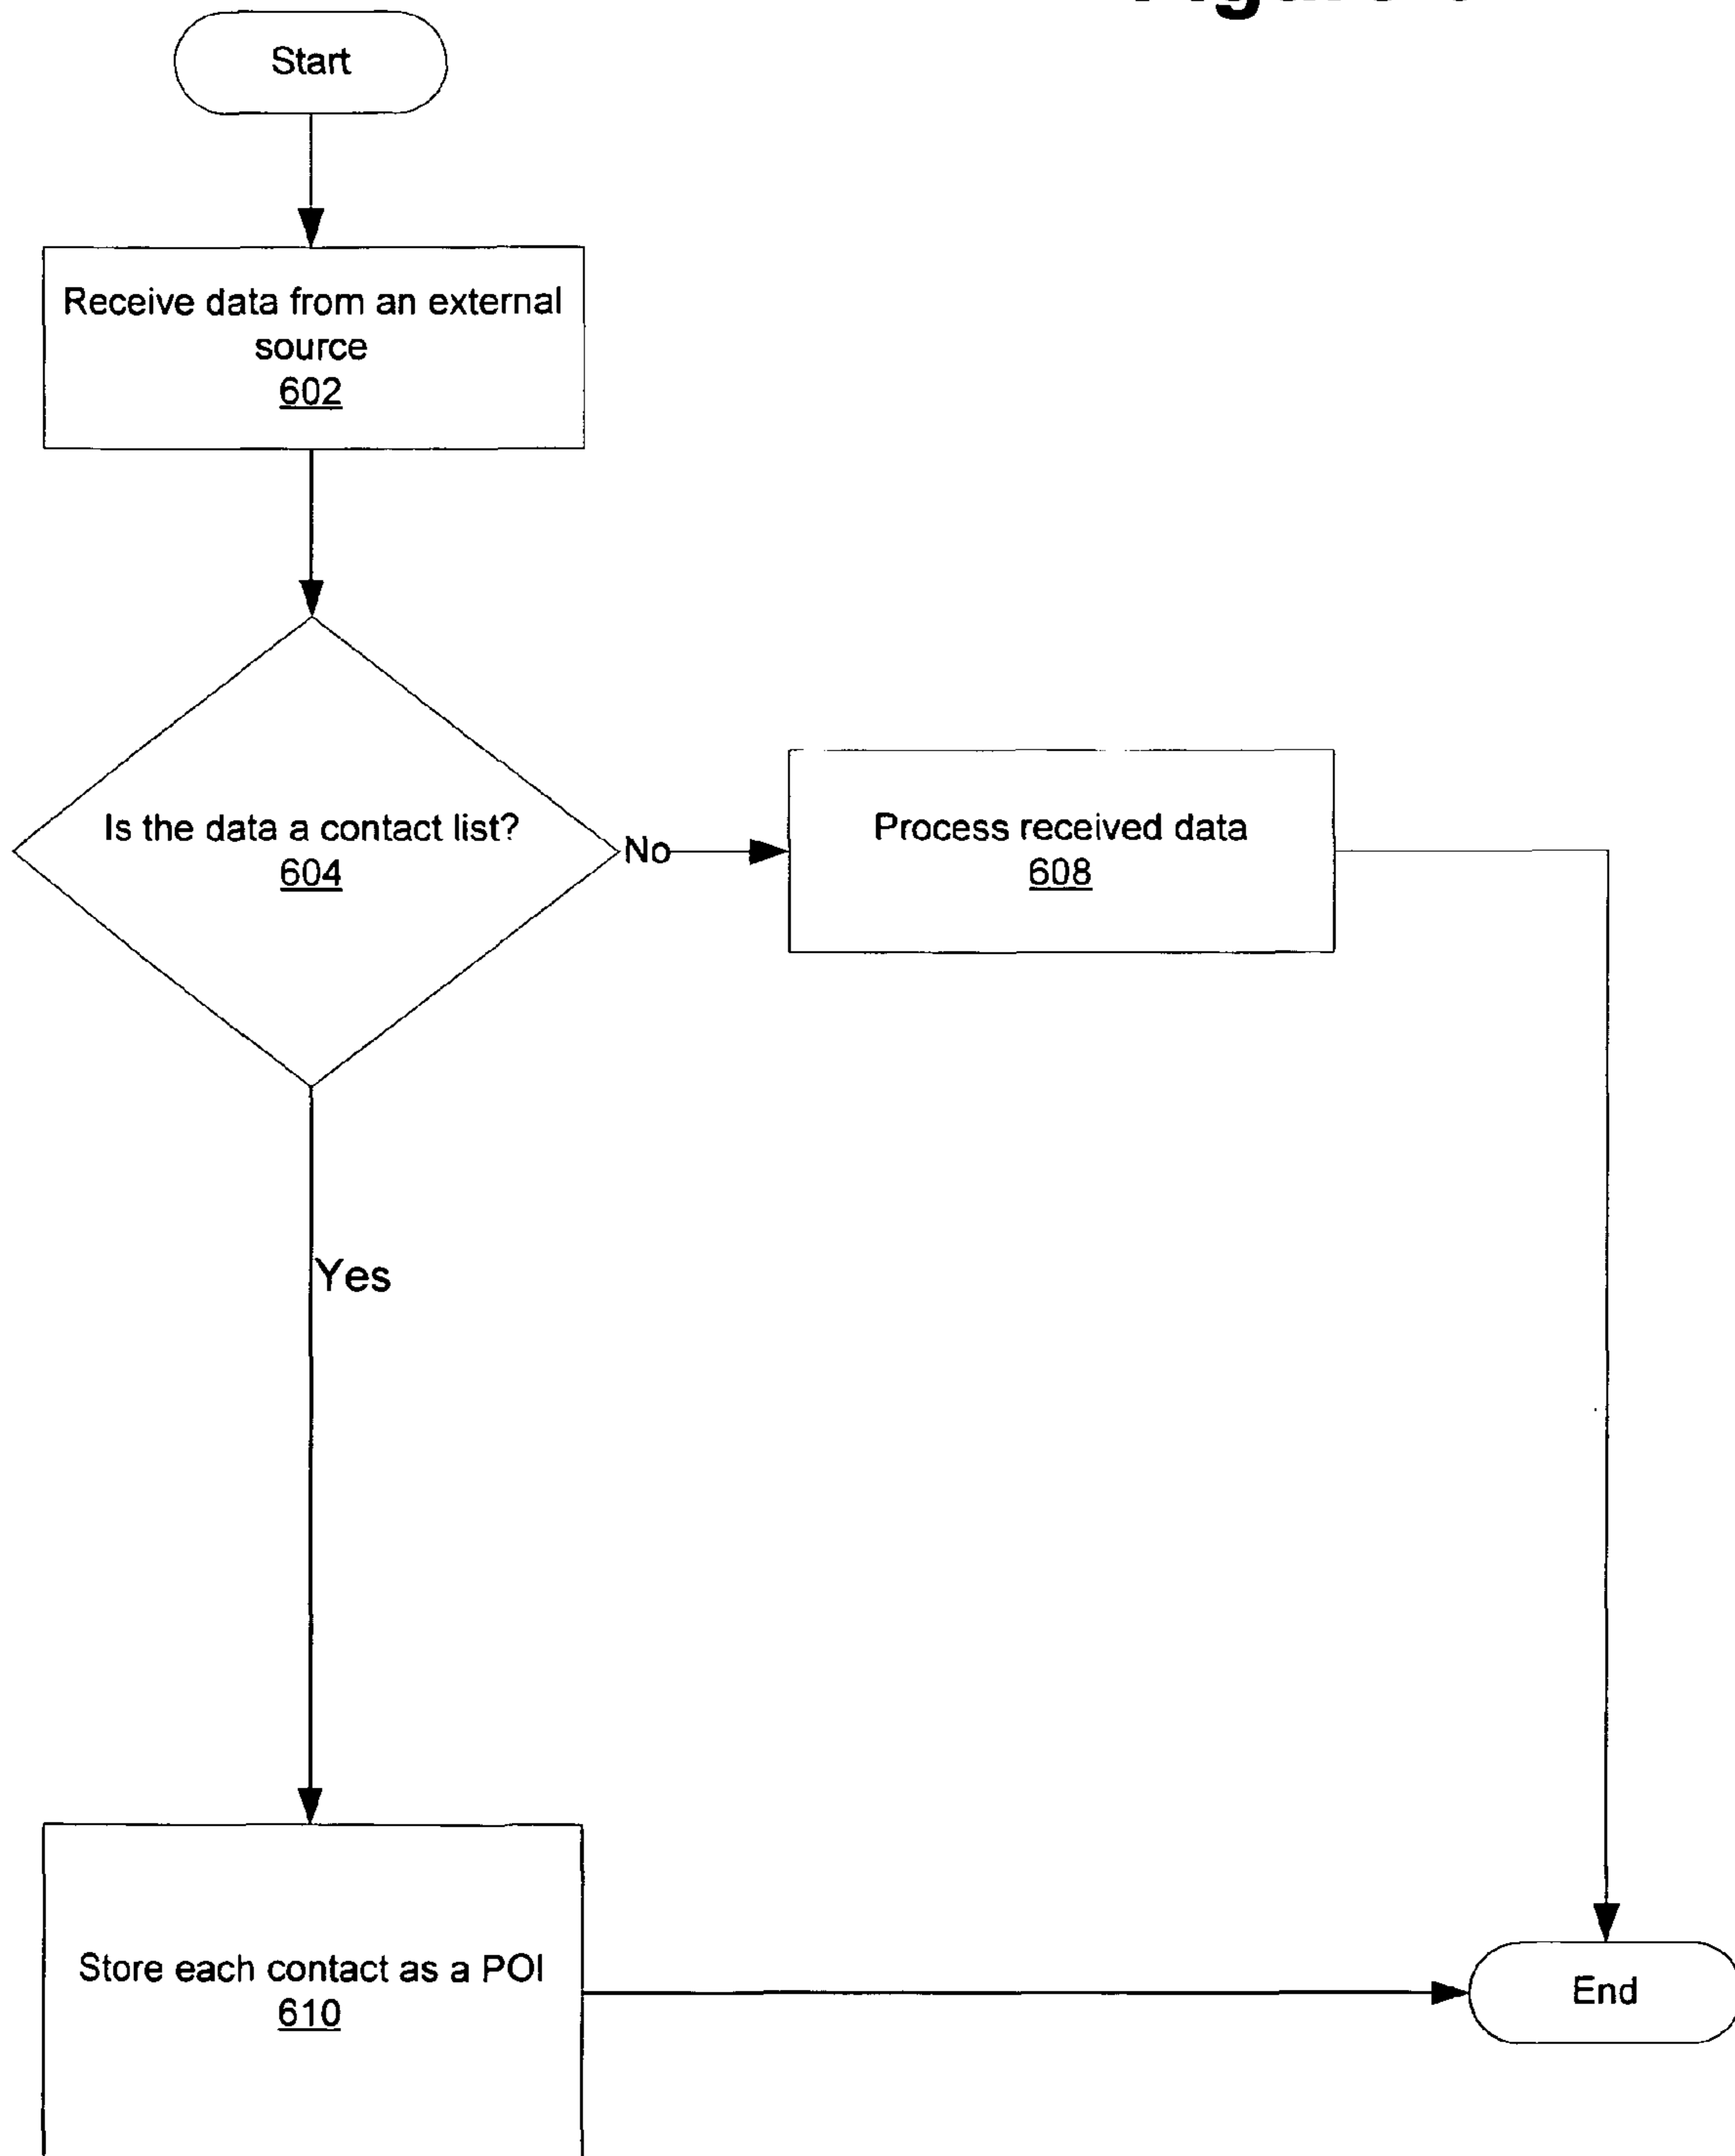 Start
Receive data from an external
source
602
Is the data a contact list?
604
No
Process received data
608
Yes
Store each contact as a POI
610
End